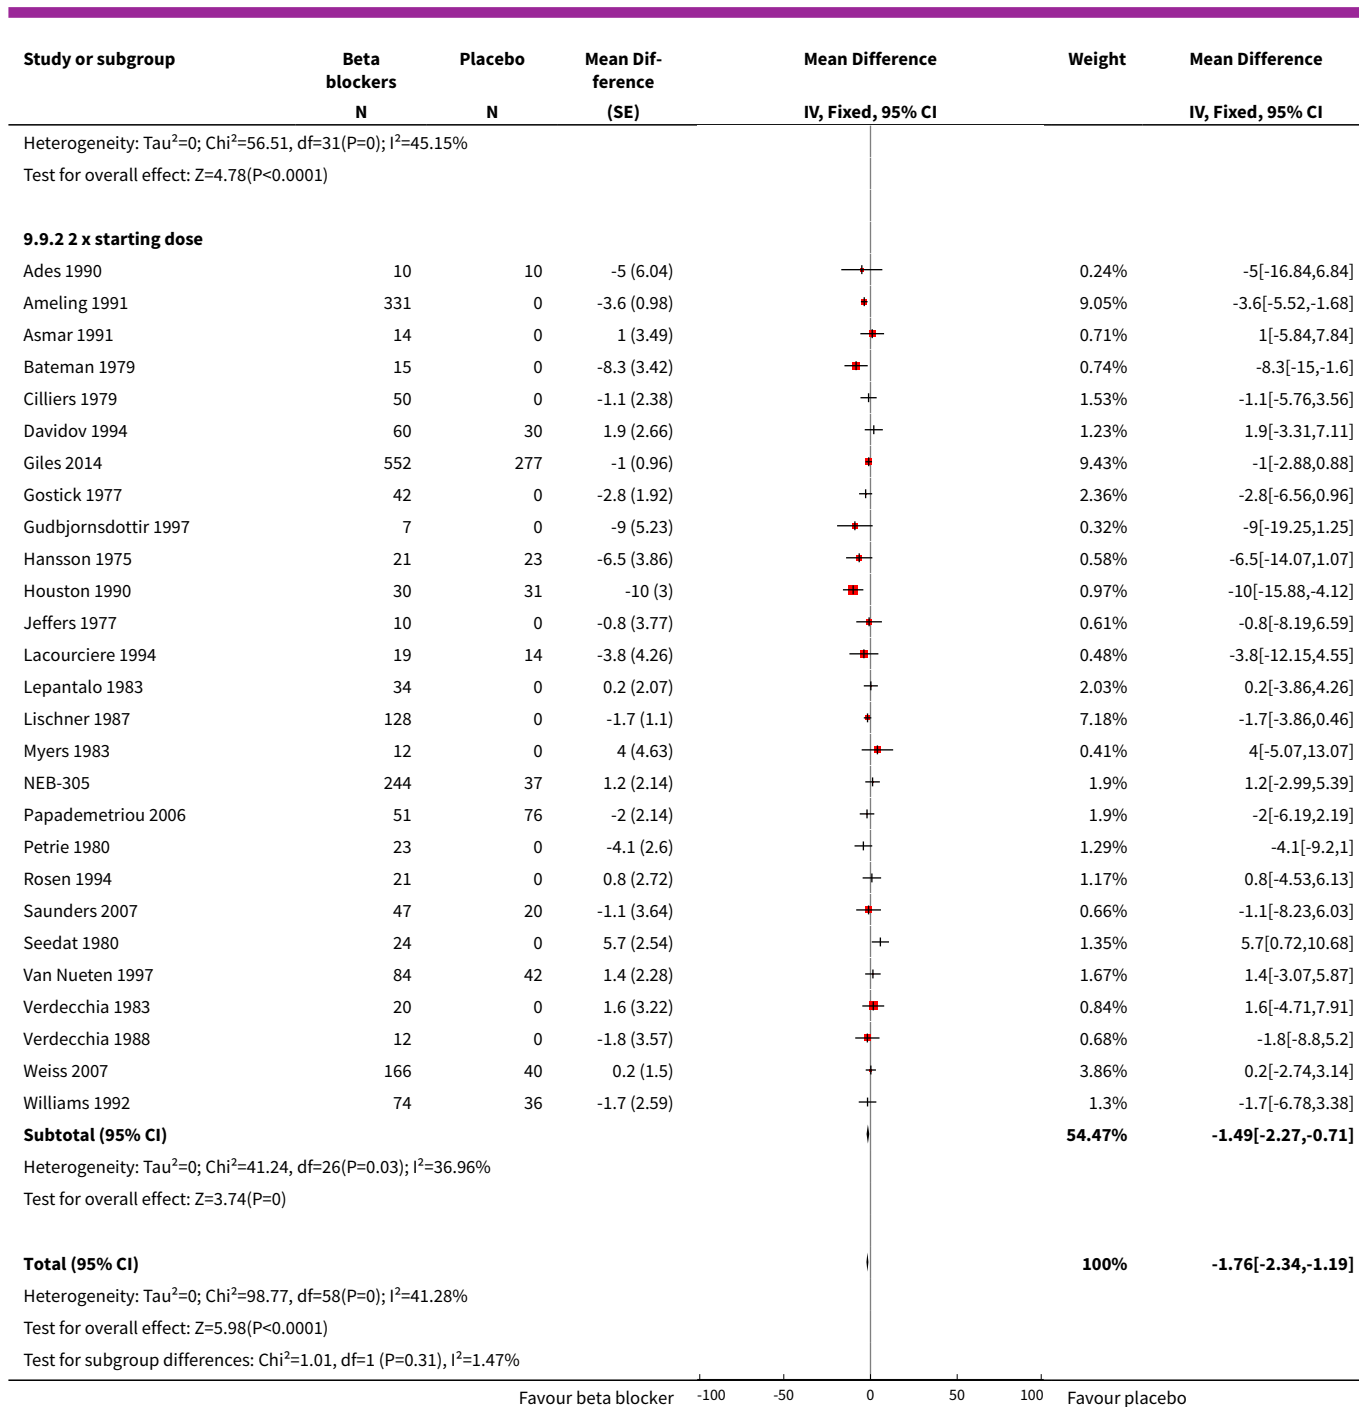 Study or subgroup Beta blockers Placebo Mean Dif-ference Mean Difference Weight Mean Difference
N N (SE) IV, Fixed, 95% CI IV, Fixed, 95% CI
Heterogeneity: Tau²=0; Chi²=56.51, df=31(P=0); I²=45.15%
Test for overall effect: Z=4.78(P<0.0001)
9.9.2 2 x starting dose
Ades 1990 10 10 -5 (6.04) 0.24% -5[-16.84,6.84]
Ameling 1991 331 0 -3.6 (0.98) 9.05% -3.6[-5.52,-1.68]
Asmar 1991 14 0 1 (3.49) 0.71% 1[-5.84,7.84]
Bateman 1979 15 0 -8.3 (3.42) 0.74% -8.3[-15,-1.6]
Cilliers 1979 50 0 -1.1 (2.38) 1.53% -1.1[-5.76,3.56]
Davidov 1994 60 30 1.9 (2.66) 1.23% 1.9[-3.31,7.11]
Giles 2014 552 277 -1 (0.96) 9.43% -1[-2.88,0.88]
Gostick 1977 42 0 -2.8 (1.92) 2.36% -2.8[-6.56,0.96]
Gudbjornsdottir 1997 7 0 -9 (5.23) 0.32% -9[-19.25,1.25]
Hansson 1975 21 23 -6.5 (3.86) 0.58% -6.5[-14.07,1.07]
Houston 1990 30 31 -10 (3) 0.97% -10[-15.88,-4.12]
Jeffers 1977 10 0 -0.8 (3.77) 0.61% -0.8[-8.19,6.59]
Lacourciere 1994 19 14 -3.8 (4.26) 0.48% -3.8[-12.15,4.55]
Lepantalo 1983 34 0 0.2 (2.07) 2.03% 0.2[-3.86,4.26]
Lischner 1987 128 0 -1.7 (1.1) 7.18% -1.7[-3.86,0.46]
Myers 1983 12 0 4 (4.63) 0.41% 4[-5.07,13.07]
NEB-305 244 37 1.2 (2.14) 1.9% 1.2[-2.99,5.39]
Papademetriou 2006 51 76 -2 (2.14) 1.9% -2[-6.19,2.19]
Petrie 1980 23 0 -4.1 (2.6) 1.29% -4.1[-9.2,1]
Rosen 1994 21 0 0.8 (2.72) 1.17% 0.8[-4.53,6.13]
Saunders 2007 47 20 -1.1 (3.64) 0.66% -1.1[-8.23,6.03]
Seedat 1980 24 0 5.7 (2.54) 1.35% 5.7[0.72,10.68]
Van Nueten 1997 84 42 1.4 (2.28) 1.67% 1.4[-3.07,5.87]
Verdecchia 1983 20 0 1.6 (3.22) 0.84% 1.6[-4.71,7.91]
Verdecchia 1988 12 0 -1.8 (3.57) 0.68% -1.8[-8.8,5.2]
Weiss 2007 166 40 0.2 (1.5) 3.86% 0.2[-2.74,3.14]
Williams 1992 74 36 -1.7 (2.59) 1.3% -1.7[-6.78,3.38]
Subtotal (95% CI) 54.47% -1.49[-2.27,-0.71]
Heterogeneity: Tau²=0; Chi²=41.24, df=26(P=0.03); I²=36.96%
Test for overall effect: Z=3.74(P=0)
Total (95% CI) 100% -1.76[-2.34,-1.19]
Heterogeneity: Tau²=0; Chi²=98.77, df=58(P=0); I²=41.28%
Test for overall effect: Z=5.98(P<0.0001)
Test for subgroup differences: Chi²=1.01, df=1 (P=0.31), I²=1.47%
Favour beta blocker -100 -50 0 50 100 Favour placebo